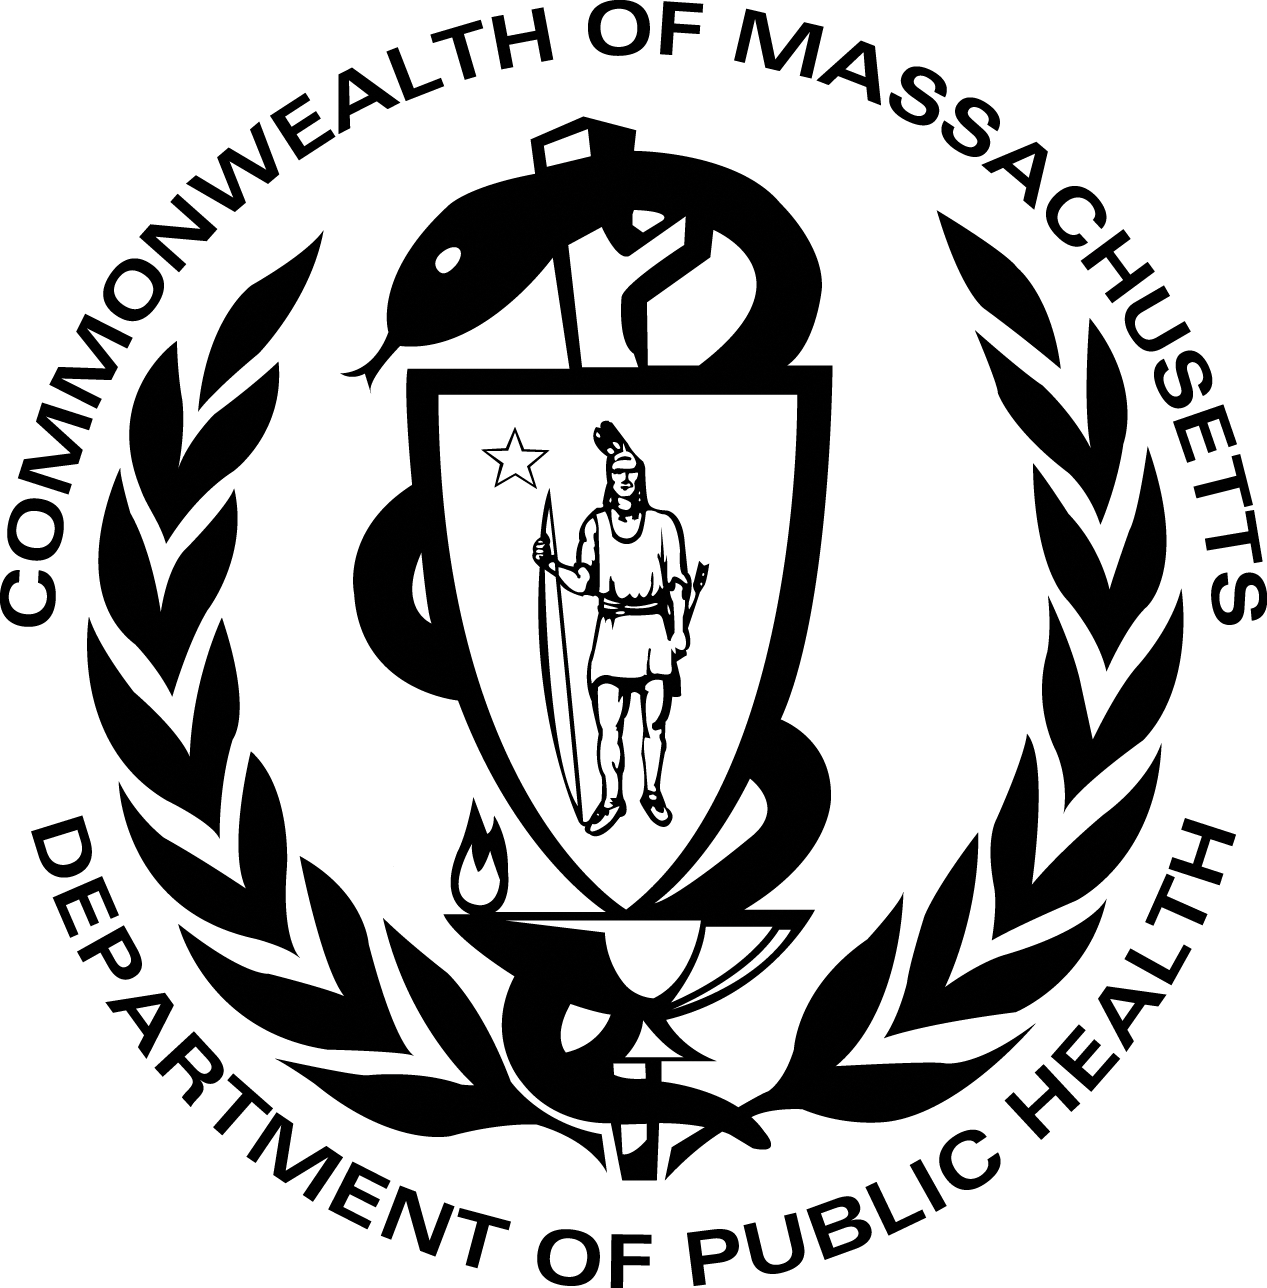 COMMONWEALTH OF MASSACHUSETTS
DEPARTMENT OF PUBLIC HEALTH